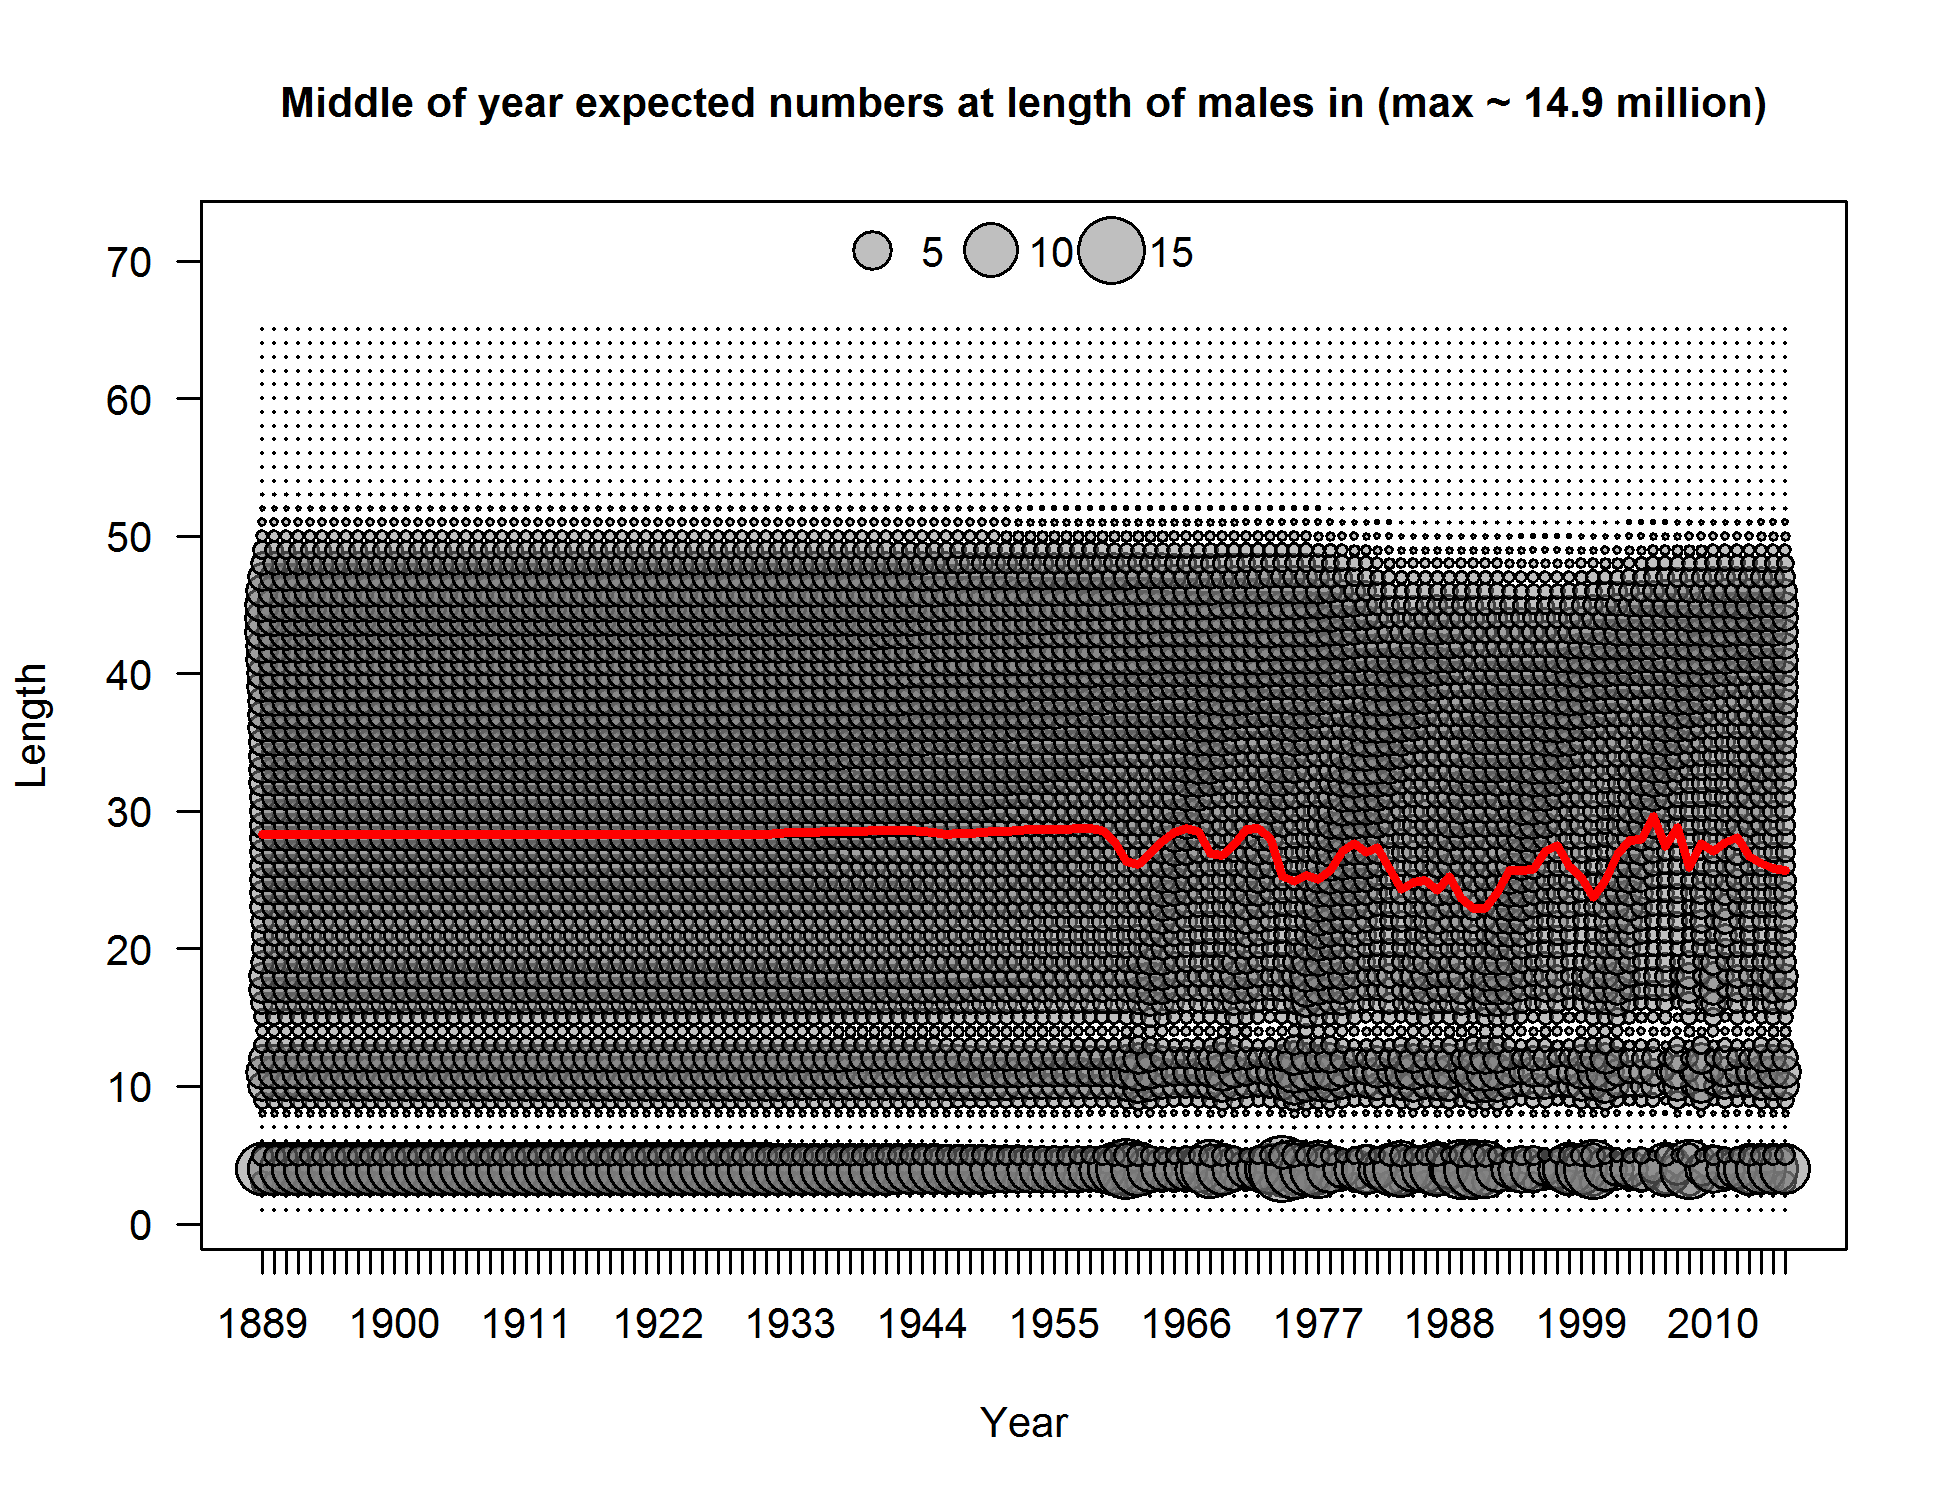 Middle of year expected numbers at length of males in (max ~ 14.9 million)
5 10 15
70
60
50
40
30
20
10
0
Length
1889 1900 1911 1922 1933 1944 1955 1966 1977 1988 1999 2010
Year